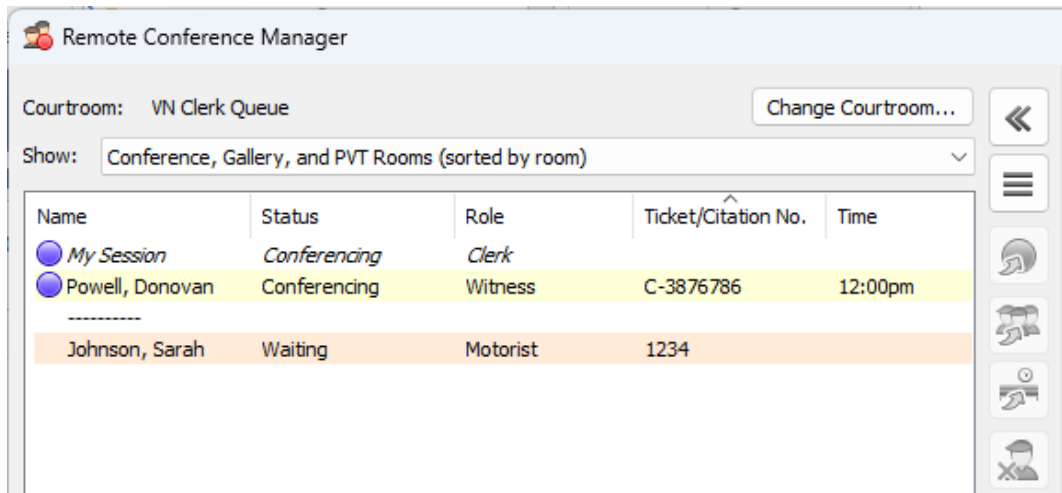 Remote Conference Manager
Courtroom: VN Clerk Queue Change Courtroom...
Show: Conference, Gallery, and PVT Rooms (sorted by room)
Name Status Role Ticket/Citation No. Time
My Session Conferencing Clerk
Powell, Donovan Conferencing Witness C-3876786 12:00pm
----------
Johnson, Sarah Waiting Motorist 1234